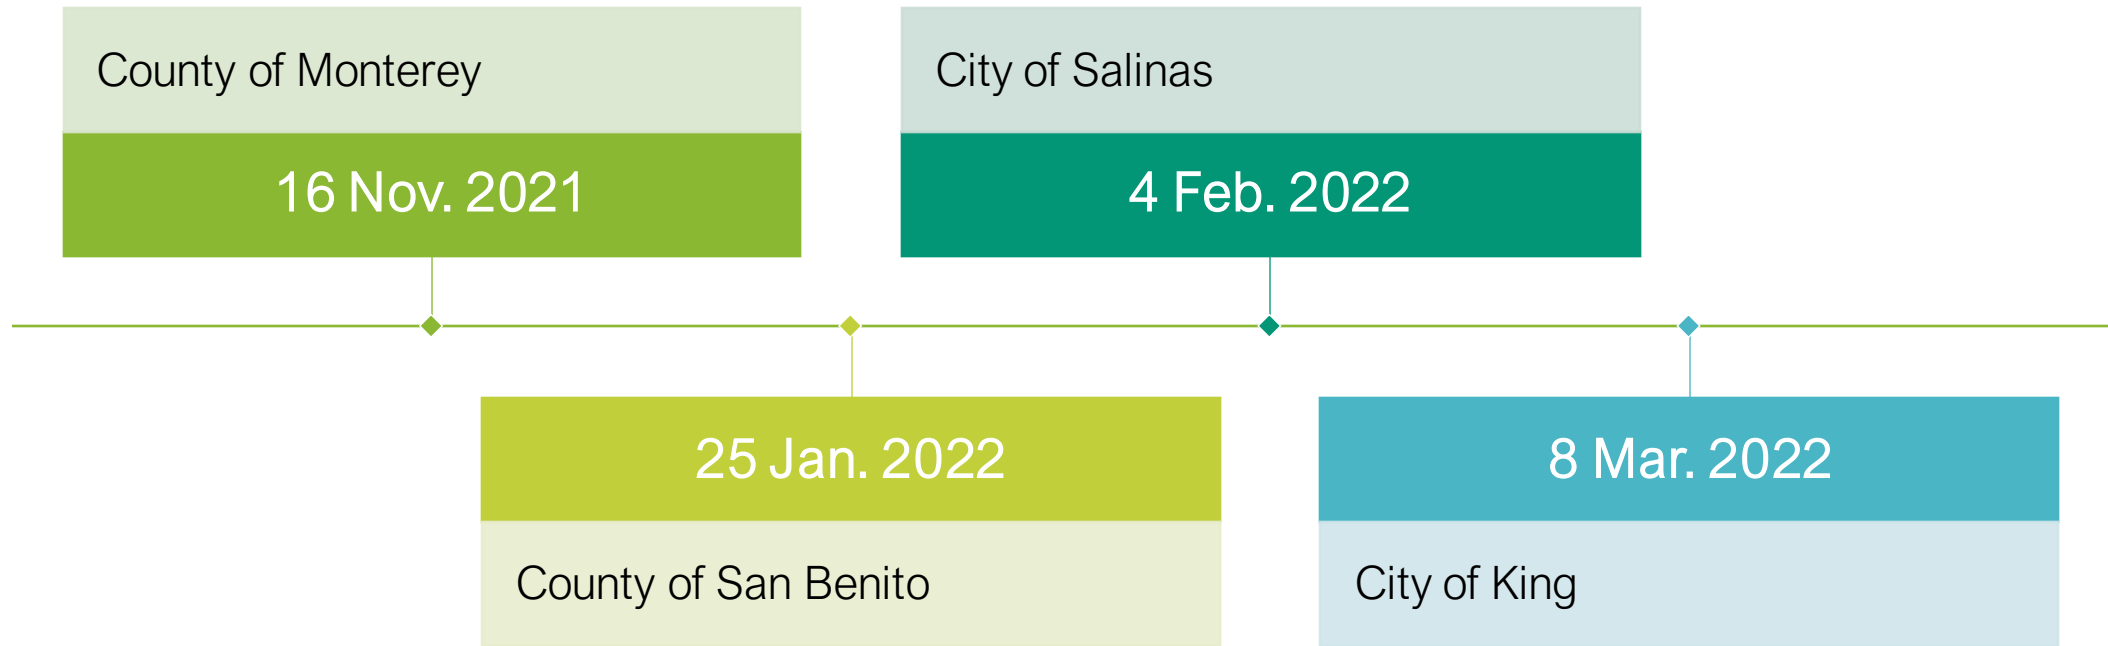 County of Monterey
16 Nov. 2021
City of Salinas
4 Feb. 2022
25 Jan. 2022
County of San Benito
8 Mar. 2022
City of King